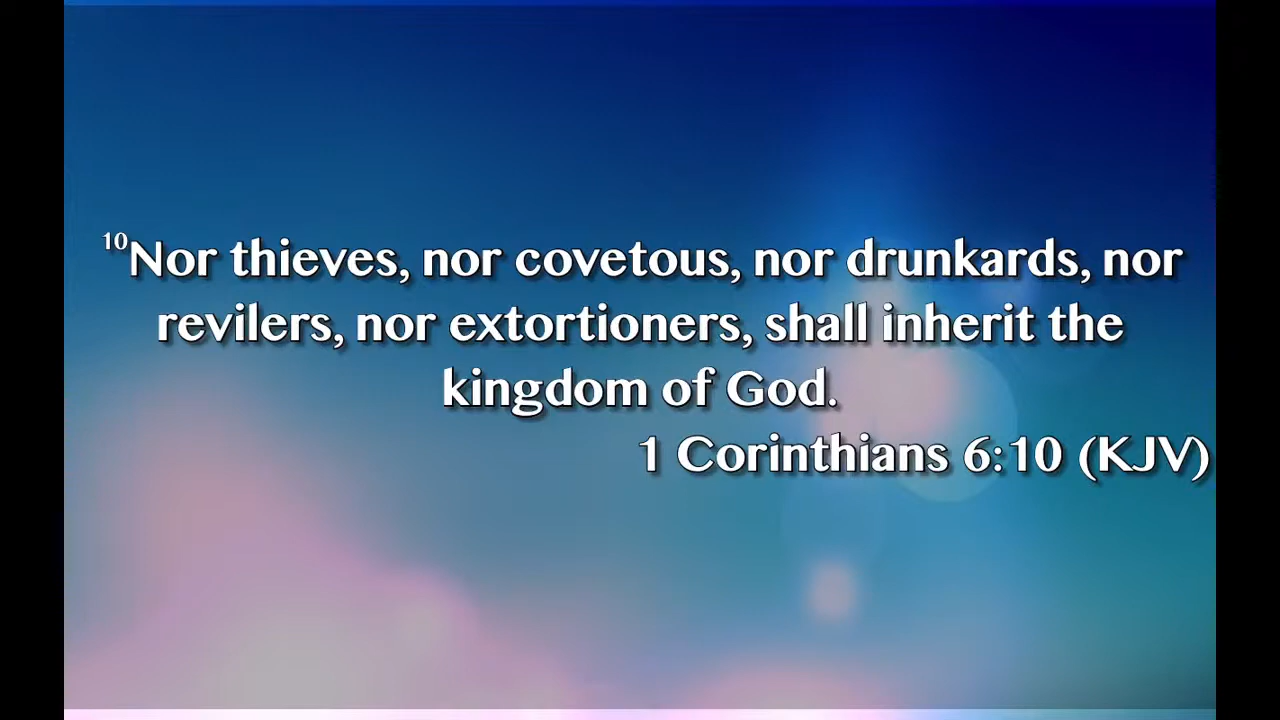 10Nor thieves, nor covetous, nor drunkards, nor
revilers, nor extortioners, shall inherit the
kingdom of God.
1 Corinthians 6:10 (KJV)